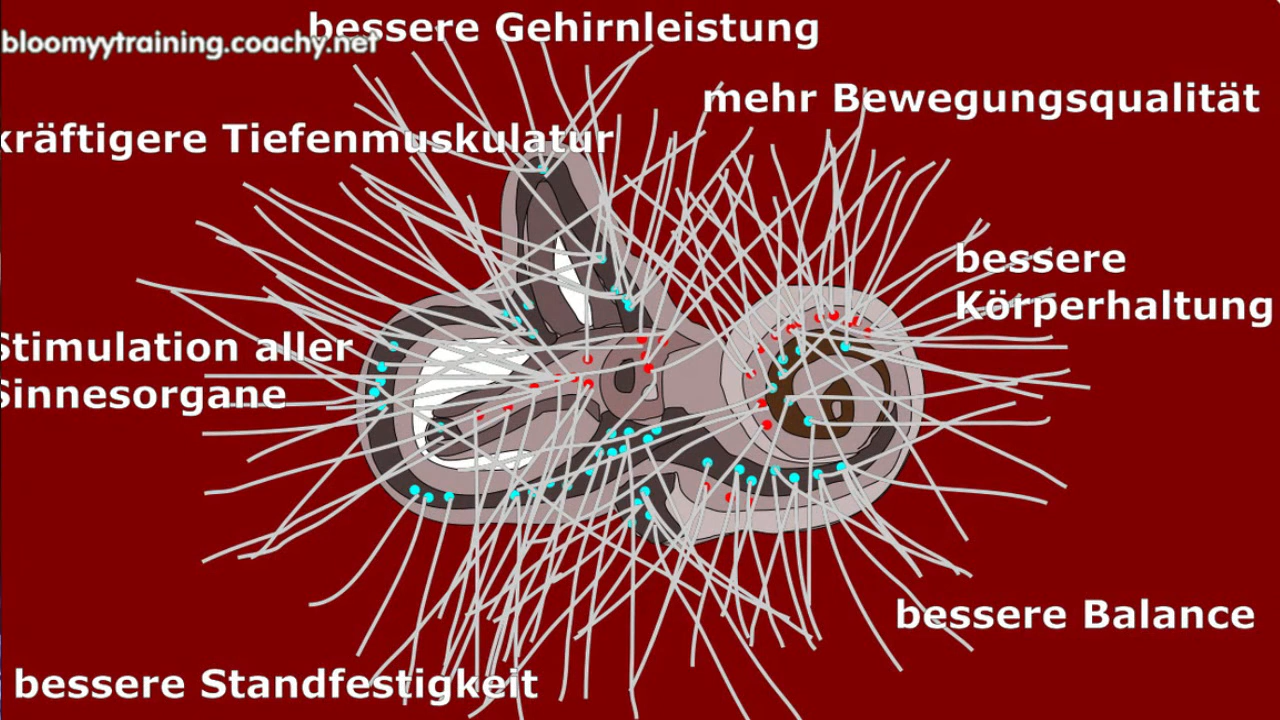 bessere Gehirnleistung
bloomyytraining.coachy.net
mehr Bewegungsqualität
kräftigere Tiefenmuskulatur
bessere
Körperhaltung
Stimulation aller
Sinnesorgane
bessere Balance
bessere Standfestigkeit